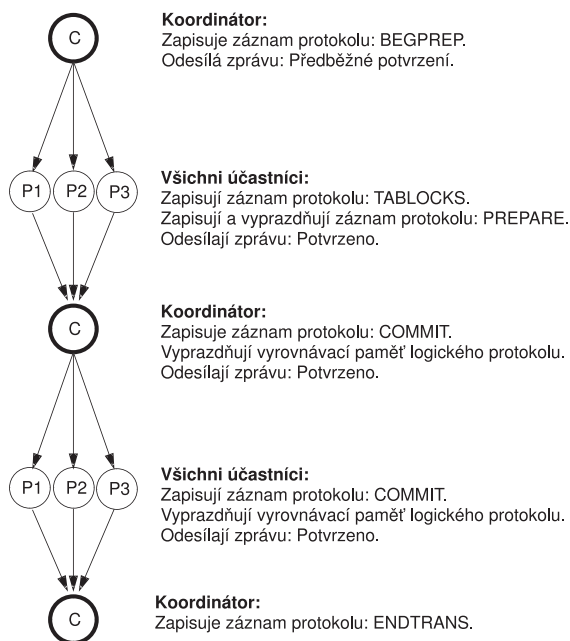 C
Koordinátor:
Zapisuje záznam protokolu: BEGPREP.
Odesílá zprávu: Předběžné potvrzení.
P1 P2 P3
Všichni účastníci:
Zapisují záznam protokolu: TABLOCKS.
Zapisují a vyprazdňují záznam protokolu: PREPARE.
Odesílají zprávu: Potvrzeno.
C
Koordinátor:
Zapisuje záznam protokolu: COMMIT.
Vyprazdňují vyrovnávací paměť logického protokolu.
Odesílají zprávu: Potvrzeno.
P1 P2 P3
Všichni účastníci:
Zapisují záznam protokolu: COMMIT.
Vyprazdňují vyrovnávací paměť logického protokolu.
Odesílají zprávu: Potvrzeno.
C
Koordinátor:
Zapisuje záznam protokolu: ENDTRANS.